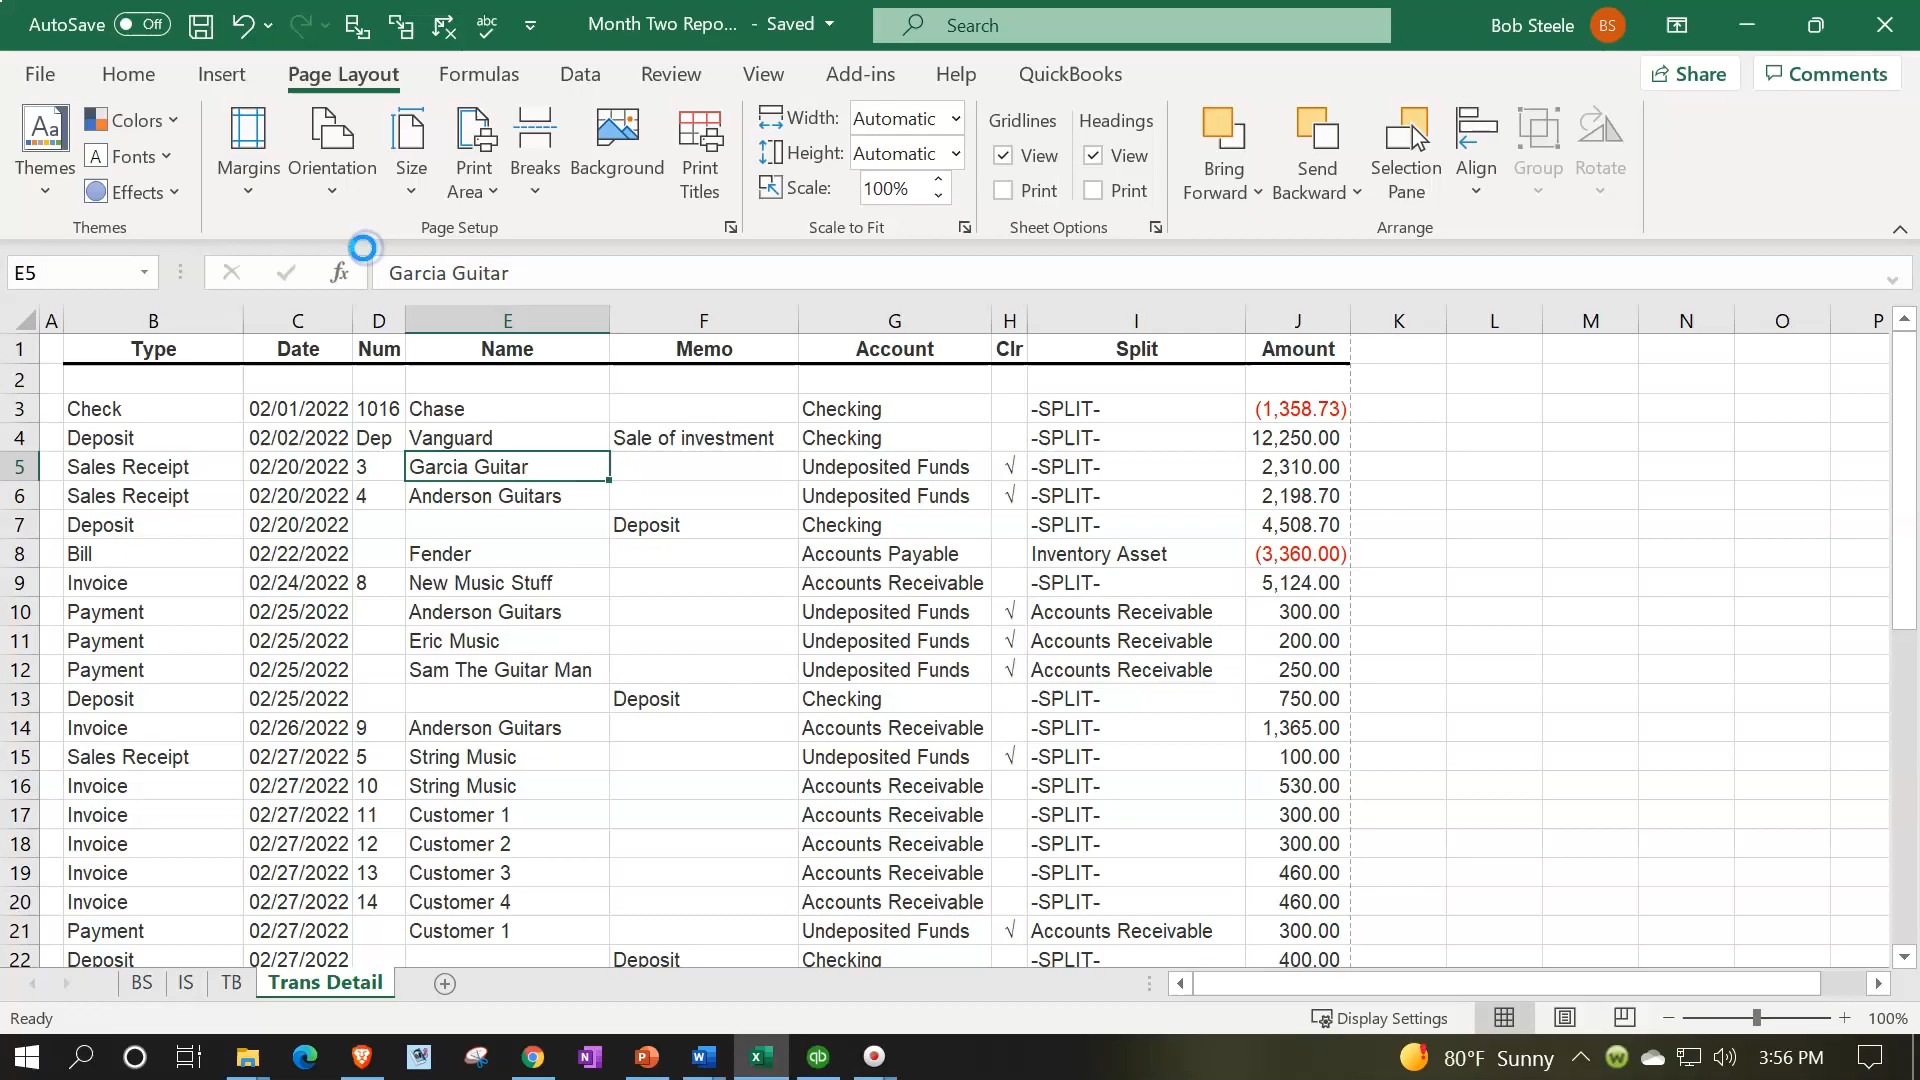 AutoSave Off Month Two Repo... - Saved Search Bob Steele BS
File Home Insert Page Layout Formulas Data Review View Add-ins Help QuickBooks Share Comments
Aa Themes Colors Fonts Effects Themes
Margins Orientation Size Print Area Breaks Background Print Titles Page Setup
Width: Automatic Height: Automatic Scale: 100% Scale to Fit
Gridlines View Print Headings View Print Sheet Options
Bring Forward Send Backward Selection Pane Align Group Rotate Arrange
E5 fx Garcia Guitar
A B C D E F G H I J K L M N O P
1 Type Date Num Name Memo Account Clr Split Amount
2
3 Check 02/01/2022 1016 Chase Checking -SPLIT- (1,358.73)
4 Deposit 02/02/2022 Dep Vanguard Sale of investment Checking -SPLIT- 12,250.00
5 Sales Receipt 02/20/2022 3 Garcia Guitar Undeposited Funds √ -SPLIT- 2,310.00
6 Sales Receipt 02/20/2022 4 Anderson Guitars Undeposited Funds √ -SPLIT- 2,198.70
7 Deposit 02/20/2022 Deposit Checking -SPLIT- 4,508.70
8 Bill 02/22/2022 Fender Accounts Payable Inventory Asset (3,360.00)
9 Invoice 02/24/2022 8 New Music Stuff Accounts Receivable -SPLIT- 5,124.00
10 Payment 02/25/2022 Anderson Guitars Undeposited Funds √ Accounts Receivable 300.00
11 Payment 02/25/2022 Eric Music Undeposited Funds √ Accounts Receivable 200.00
12 Payment 02/25/2022 Sam The Guitar Man Undeposited Funds √ Accounts Receivable 250.00
13 Deposit 02/25/2022 Deposit Checking -SPLIT- 750.00
14 Invoice 02/26/2022 9 Anderson Guitars Accounts Receivable -SPLIT- 1,365.00
15 Sales Receipt 02/27/2022 5 String Music Undeposited Funds √ -SPLIT- 100.00
16 Invoice 02/27/2022 10 String Music Accounts Receivable -SPLIT- 530.00
17 Invoice 02/27/2022 11 Customer 1 Accounts Receivable -SPLIT- 300.00
18 Invoice 02/27/2022 12 Customer 2 Accounts Receivable -SPLIT- 300.00
19 Invoice 02/27/2022 13 Customer 3 Accounts Receivable -SPLIT- 460.00
20 Invoice 02/27/2022 14 Customer 4 Accounts Receivable -SPLIT- 460.00
21 Payment 02/27/2022 Customer 1 Undeposited Funds √ Accounts Receivable 300.00
22 Deposit 02/27/2022 Deposit Checking -SPLIT- 400.00
BS IS TB Trans Detail
Ready Display Settings 100%
80°F Sunny 3:56 PM